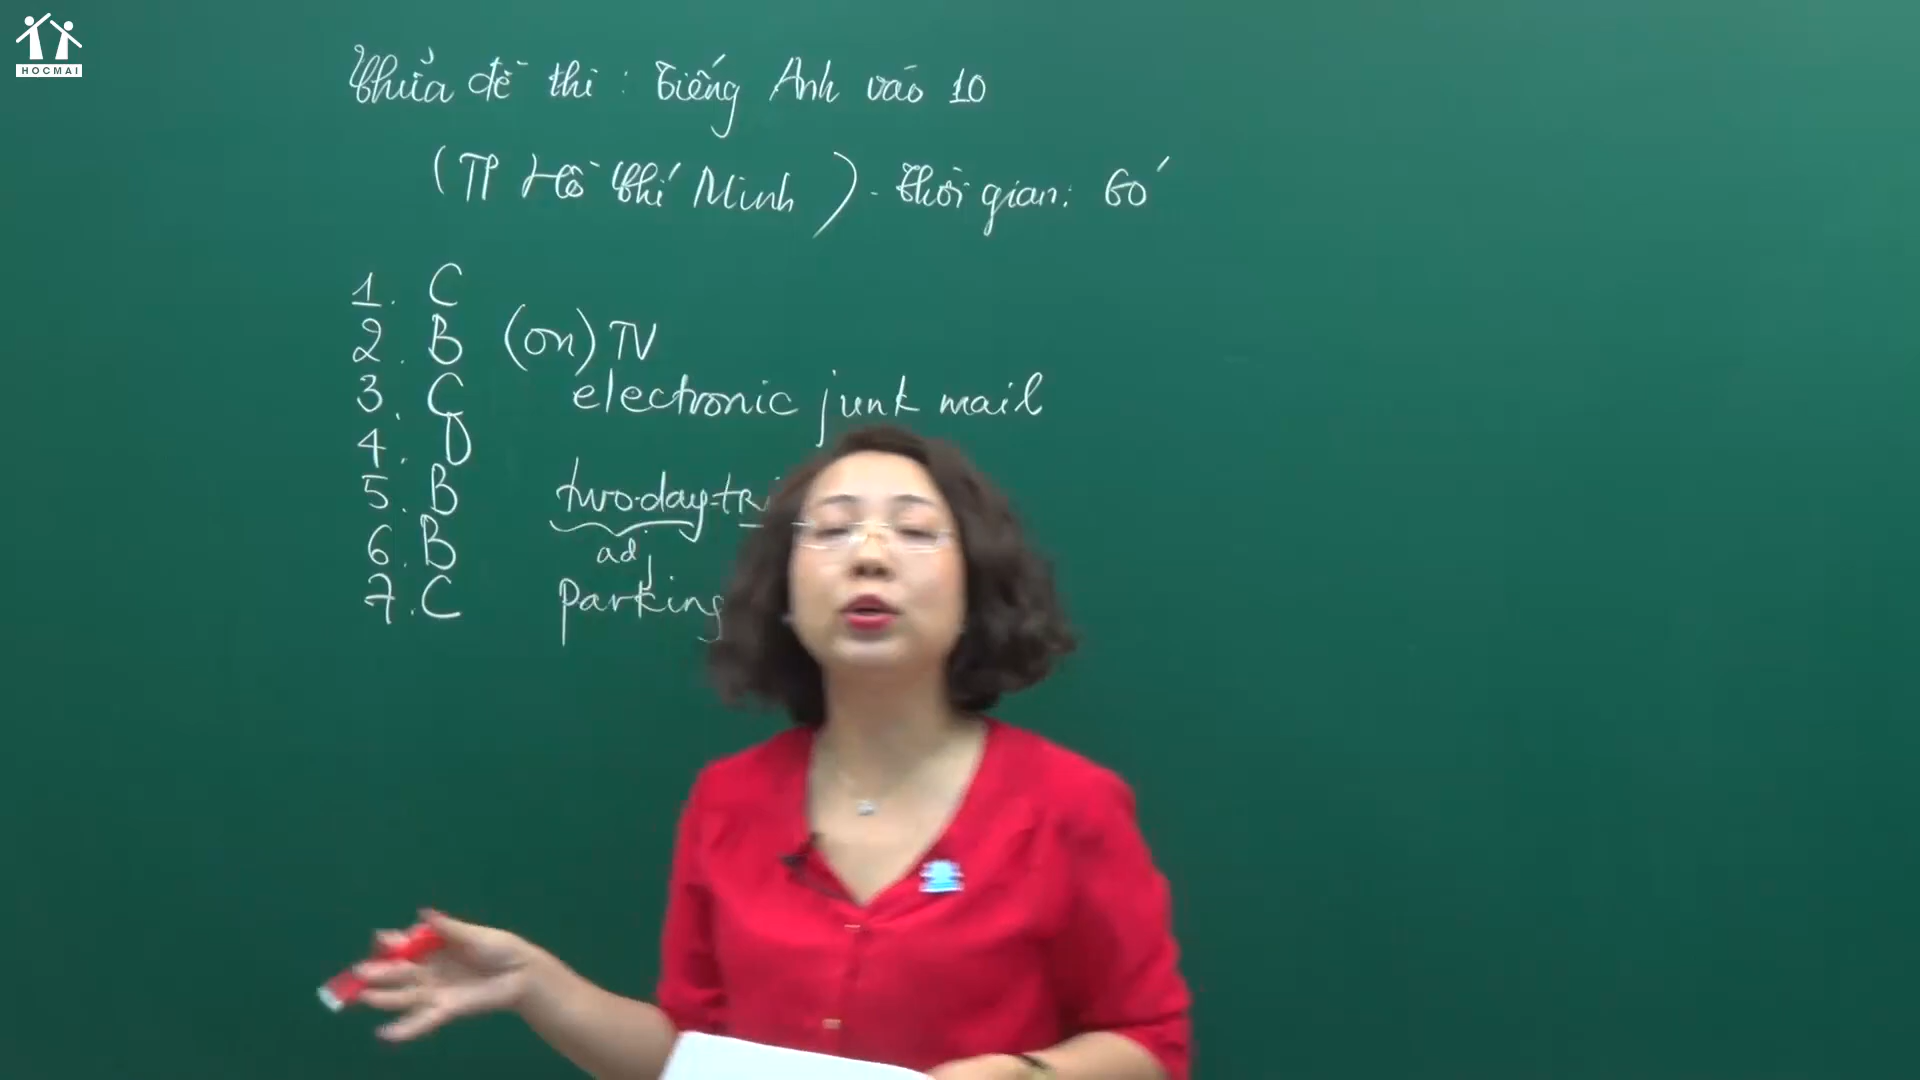 HOCMAI
Chữa đề thi : Tiếng Anh vào 10
(TP Hồ Chí Minh) - Thời gian: 60'
1. C
2. B (on) TV
3. C electronic junk mail
4. D
5. B two-day-tri
6. B adj
7. C parking